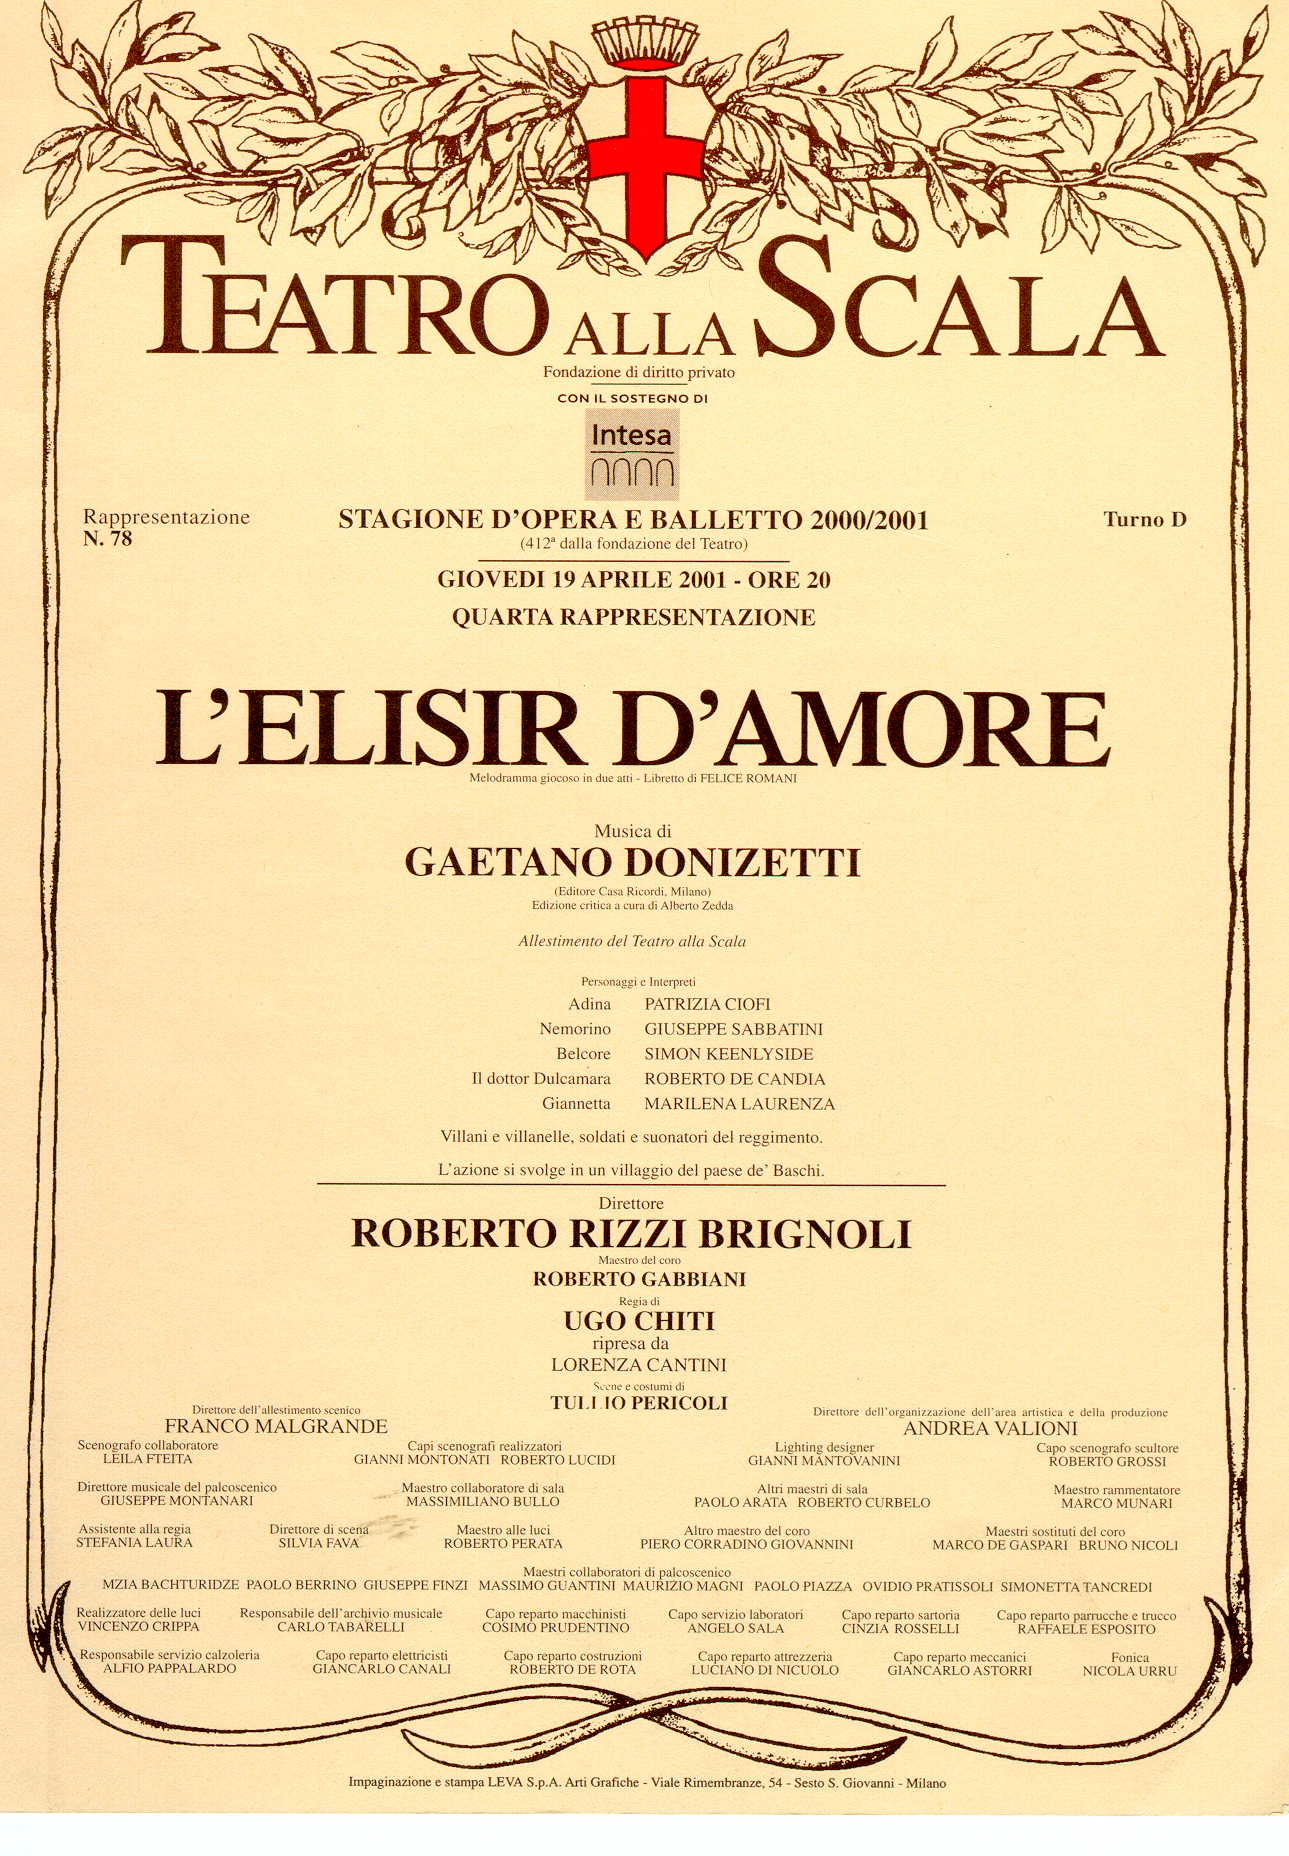 TEATRO ALLA SCALA
Fondazione di diritto privato
CON IL SOSTEGNO DI
Intesa
Rappresentazione
N. 78
STAGIONE D'OPERA E BALLETTO 2000/2001
(412ª dalla fondazione del Teatro)
Turno D
GIOVEDI 19 APRILE 2001 - ORE 20
QUARTA RAPPRESENTAZIONE
L'ELISIR D'AMORE
Melodramma giocoso in due atti - Libretto di FELICE ROMANI
Musica di
GAETANO DONIZETTI
(Editore Casa Ricordi, Milano)
Edizione critica a cura di Alberto Zedda
Allestimento del Teatro alla Scala
Personaggi e Interpreti
Adina PATRIZIA CIOFI
Nemorino GIUSEPPE SABBATINI
Belcore SIMON KEENLYSIDE
Il dottor Dulcamara ROBERTO DE CANDIA
Giannetta MARILENA LAURENZA
Villani e villanelle, soldati e suonatori del reggimento.
L'azione si svolge in un villaggio del paese de' Baschi.
Direttore
ROBERTO RIZZI BRIGNOLI
Maestro del coro
ROBERTO GABBIANI
Regia di
UGO CHITI
ripresa da
LORENZA CANTINI
Scene e costumi di
TULLIO PERICOLI
Direttore dell'allestimento scenico
FRANCO MALGRANDE
Direttore dell'organizzazione dell'area artistica e della produzione
ANDREA VALIONI
Scenografo collaboratore Capi scenografi realizzatori Lighting designer Capo scenografo scultore
LEILA FTEITA GIANNI MONTONATI ROBERTO LUCIDI GIANNI MANTOVANINI ROBERTO GROSSI
Direttore musicale del palcoscenico Maestro collaboratore di sala Altri maestri di sala Maestro rammentatore
GIUSEPPE MONTANARI MASSIMILIANO BULLO PAOLO ARATA ROBERTO CURBELO MARCO MUNARI
Assistente alla regia Direttore di scena Maestro alle luci Altro maestro del coro Maestri sostituti del coro
STEFANIA LAURA SILVIA FAVA ROBERTO PERATA PIERO CORRADINO GIOVANNINI MARCO DE GASPARI BRUNO NICOLI
Maestri collaboratori di palcoscenico
MZIA BACHTURIDZE PAOLO BERRINO GIUSEPPE FINZI MASSIMO GUANTINI MAURIZIO MAGNI PAOLO PIAZZA OVIDIO PRATISSOLI SIMONETTA TANCREDI
Realizzatore delle luci Responsabile dell'archivio musicale Capo reparto macchinisti Capo servizio laboratori Capo reparto sartoria Capo reparto parrucche e trucco
VINCENZO CRIPPA CARLO TABARELLI COSIMO PRUDENTINO ANGELO SALA CINZIA ROSSELLI RAFFAELE ESPOSITO
Responsabile servizio calzoleria Capo reparto elettricisti Capo reparto costruzioni Capo reparto attrezzeria Capo reparto meccanici Fonica
ALFIO PAPPALARDO GIANCARLO CANALI ROBERTO DE ROTA LUCIANO DI NICUOLO GIANCARLO ASTORRI NICOLA URRU
Impaginazione e stampa LEVA S.p.A. Arti Grafiche - Viale Rimembranze, 54 - Sesto S. Giovanni - Milano